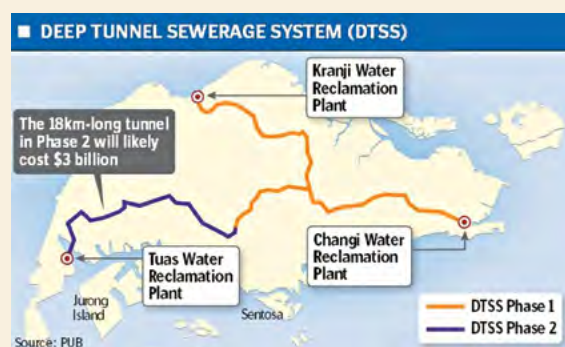 ■ DEEP TUNNEL SEWERAGE SYSTEM (DTSS)
Kranji Water
Reclamation
Plant
The 18km-long tunnel
in Phase 2 will likely
cost $3 billion
Tuas Water
Reclamation
Plant
Changi Water
Reclamation
Plant
Jurong
Island
Sentosa
DTSS Phase 1
DTSS Phase 2
Source: PUB